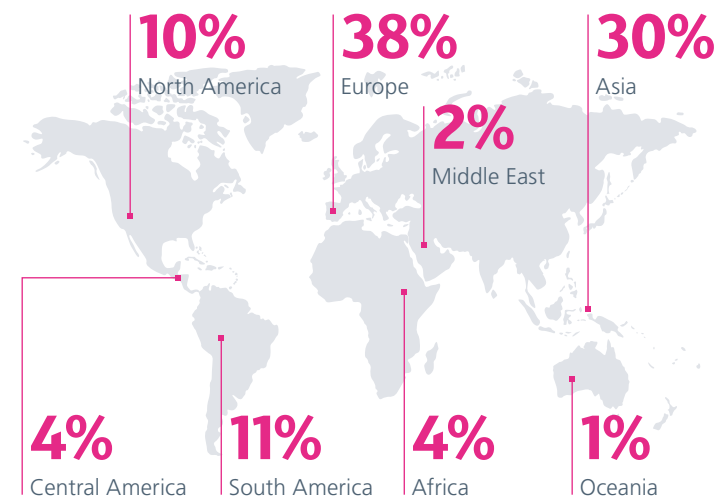 10%
North America
38%
Europe
30%
Asia
2%
Middle East
4%
Central America
11%
South America
4%
Africa
1%
Oceania